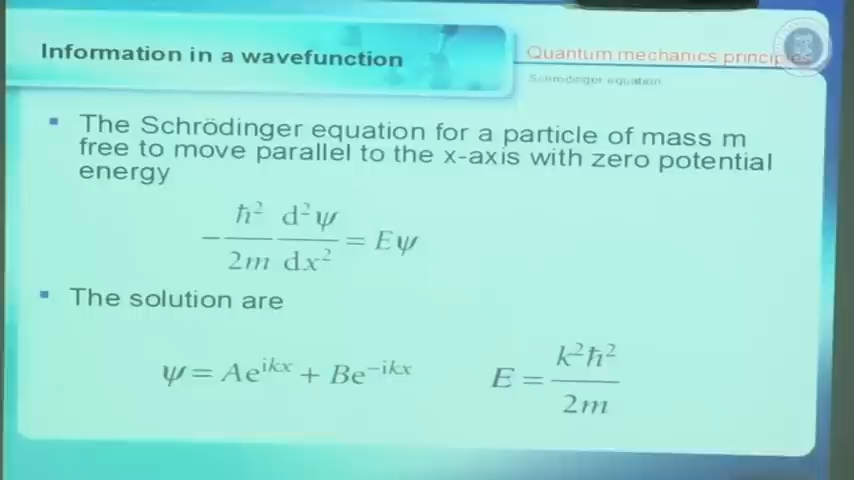 Information in a wavefunction
Quantum mechanics principles
Schrodinger equation
▪ The Schrödinger equation for a particle of mass m
free to move parallel to the x-axis with zero potential
energy
−ħ²/2m d²ψ/dx² = Eψ
▪ The solution are
ψ = Ae^{ikx} + Be^{−ikx}
E = k²ħ²/2m